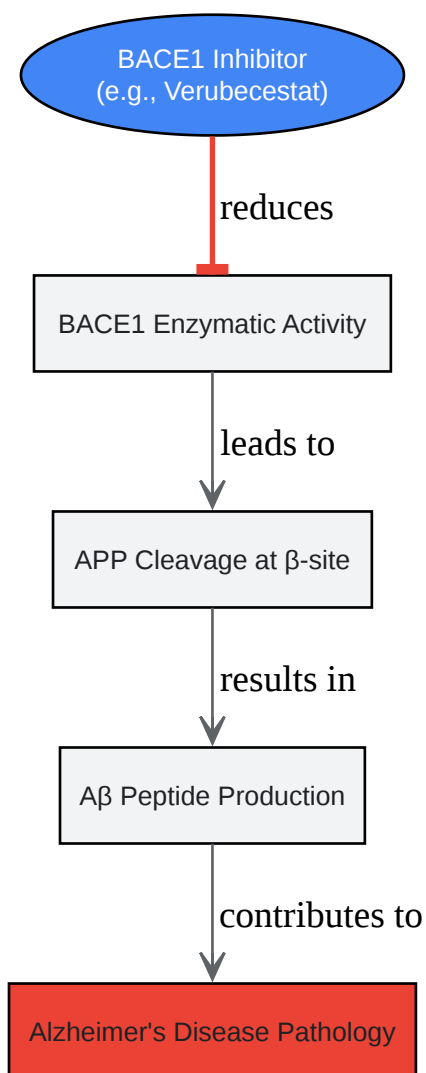 BACE1 Inhibitor
(e.g., Verubecestat)
reduces
BACE1 Enzymatic Activity
leads to
APP Cleavage at β-site
results in
Aβ Peptide Production
contributes to
Alzheimer's Disease Pathology